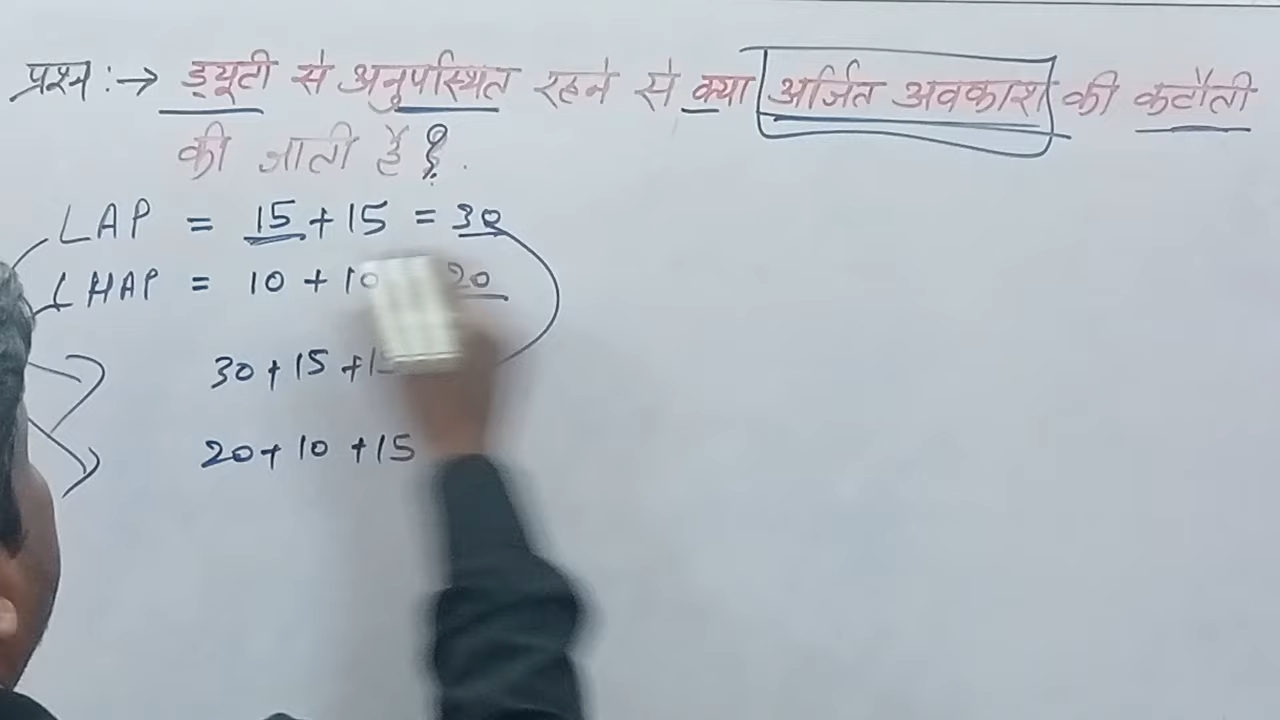 प्रश्न :→ ड्यूटी से अनुपस्थित रहने से क्या अर्जित अवकाश की कटौती
की जाती है ?.
LAP = 15 + 15 = 30
LHAP = 10 + 10 20
30 + 15 + 15
20 + 10 + 15